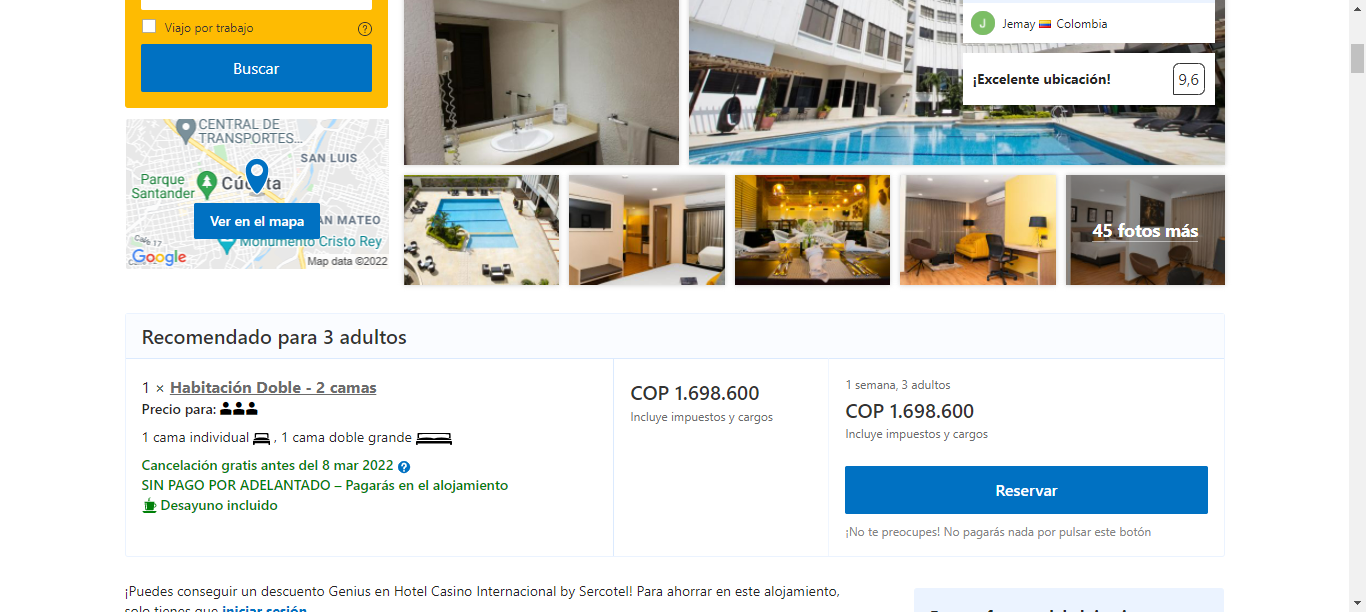 Viajo por trabajo
?
Buscar
J Jemay Colombia
¡Excelente ubicación!
9,6
CENTRAL DE
TRANSPORTES...
SAN LUIS
Parque
Santander
Cúcuta
Ver en el mapa
AN MATEO
Monumento Cristo Rey
Calle 17
Google
Map data ©2022
45 fotos más
Recomendado para 3 adultos
1 × Habitación Doble - 2 camas
Precio para:
1 cama individual , 1 cama doble grande
Cancelación gratis antes del 8 mar 2022 ?
SIN PAGO POR ADELANTADO – Pagarás en el alojamiento
Desayuno incluido
COP 1.698.600
Incluye impuestos y cargos
1 semana, 3 adultos
COP 1.698.600
Incluye impuestos y cargos
Reservar
¡No te preocupes! No pagarás nada por pulsar este botón
¡Puedes conseguir un descuento Genius en Hotel Casino Internacional by Sercotel! Para ahorrar en este alojamiento,
solo tienes que iniciar sesión